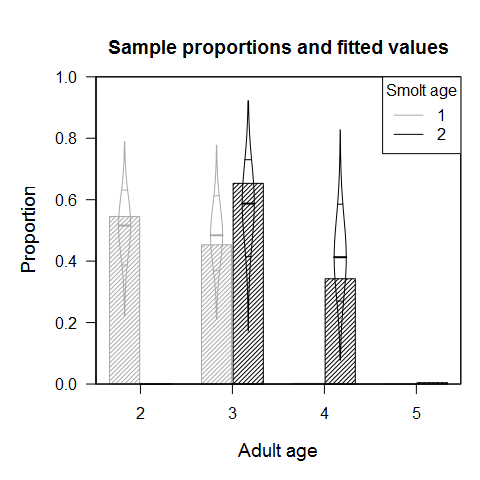 Sample proportions and fitted values
Smolt age
1
2
1.0
0.8
0.6
0.4
0.2
0.0
Proportion
2 3 4 5
Adult age